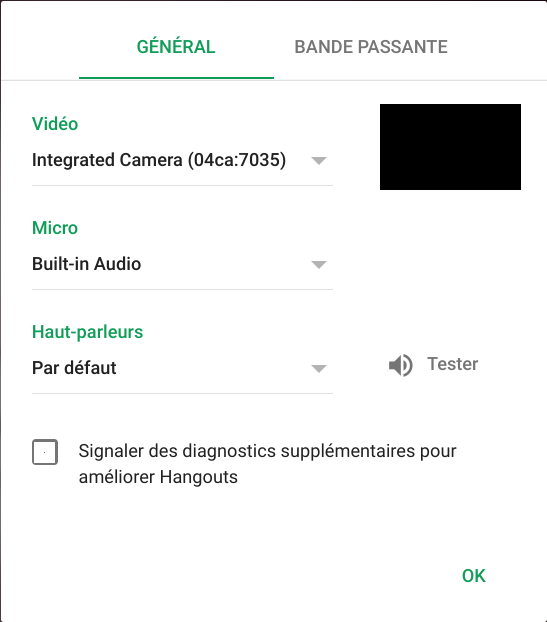 GÉNÉRAL
BANDE PASSANTE
Vidéo
Integrated Camera (04ca:7035)
Micro
Built-in Audio
Haut-parleurs
Par défaut
Tester
Signaler des diagnostics supplémentaires pour
améliorer Hangouts
OK